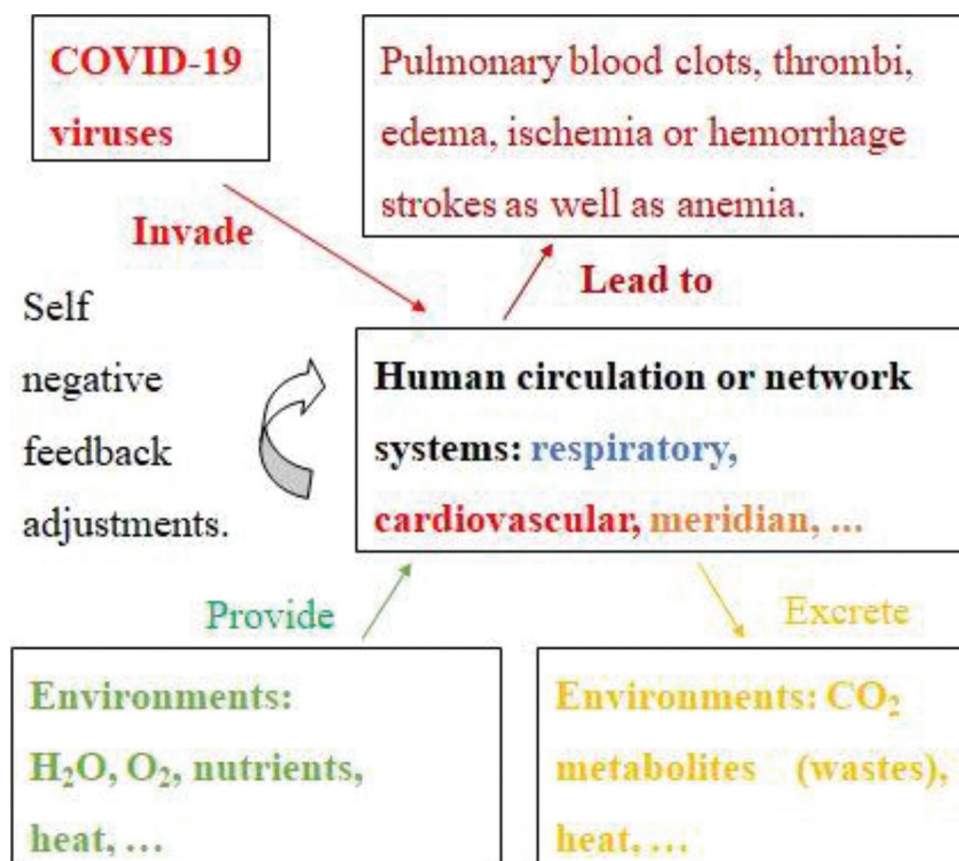 COVID-19
viruses
Pulmonary blood clots, thrombi,
edema, ischemia or hemorrhage
strokes as well as anemia.
Invade
Lead to
Self
negative
feedback
adjustments.
Human circulation or network
systems: respiratory,
cardiovascular, meridian, ...
Provide
Excrete
Environments:
H₂O, O₂, nutrients,
heat, ...
Environments: CO₂
metabolites (wastes),
heat, ...